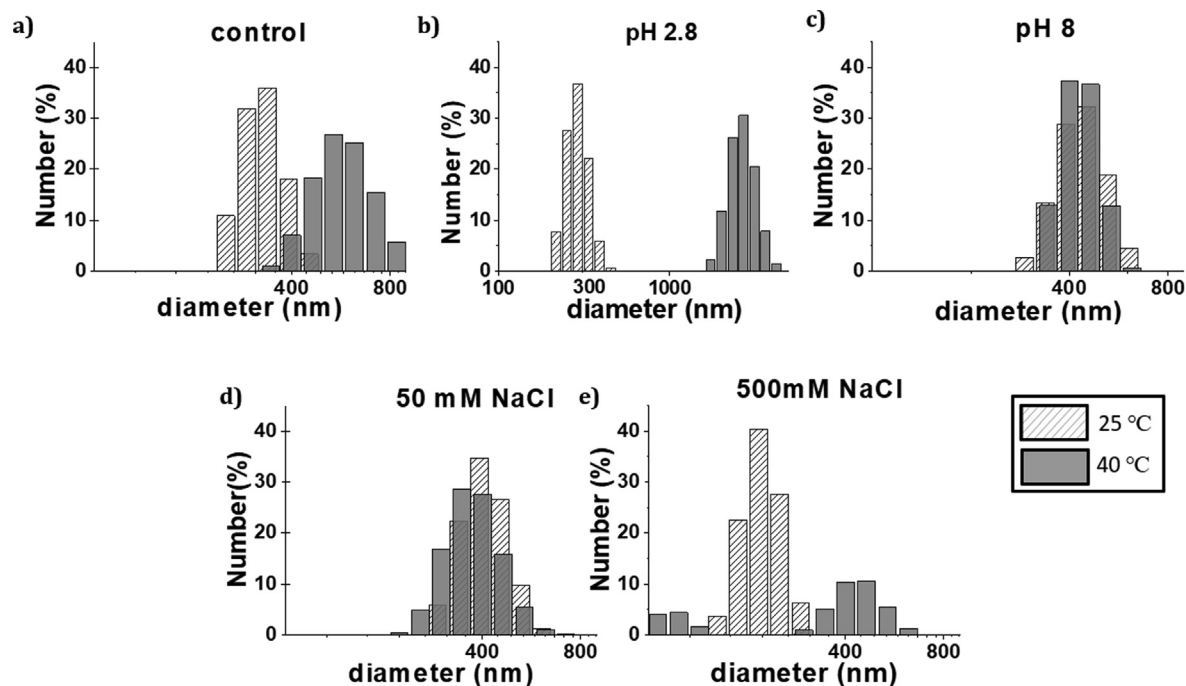 a)
control
Number (%)
40
30
20
10
0
400
800
diameter (nm)
b)
pH 2.8
Number (%)
40
30
20
10
0
100
300
1000
diameter (nm)
c)
pH 8
Number (%)
40
30
20
10
0
400
800
diameter (nm)
d)
50 mM NaCl
Number(%)
40
30
20
10
0
400
800
diameter (nm)
e)
500mM NaCl
Number (%)
40
30
20
10
0
400
800
diameter (nm)
25 °C
40 °C